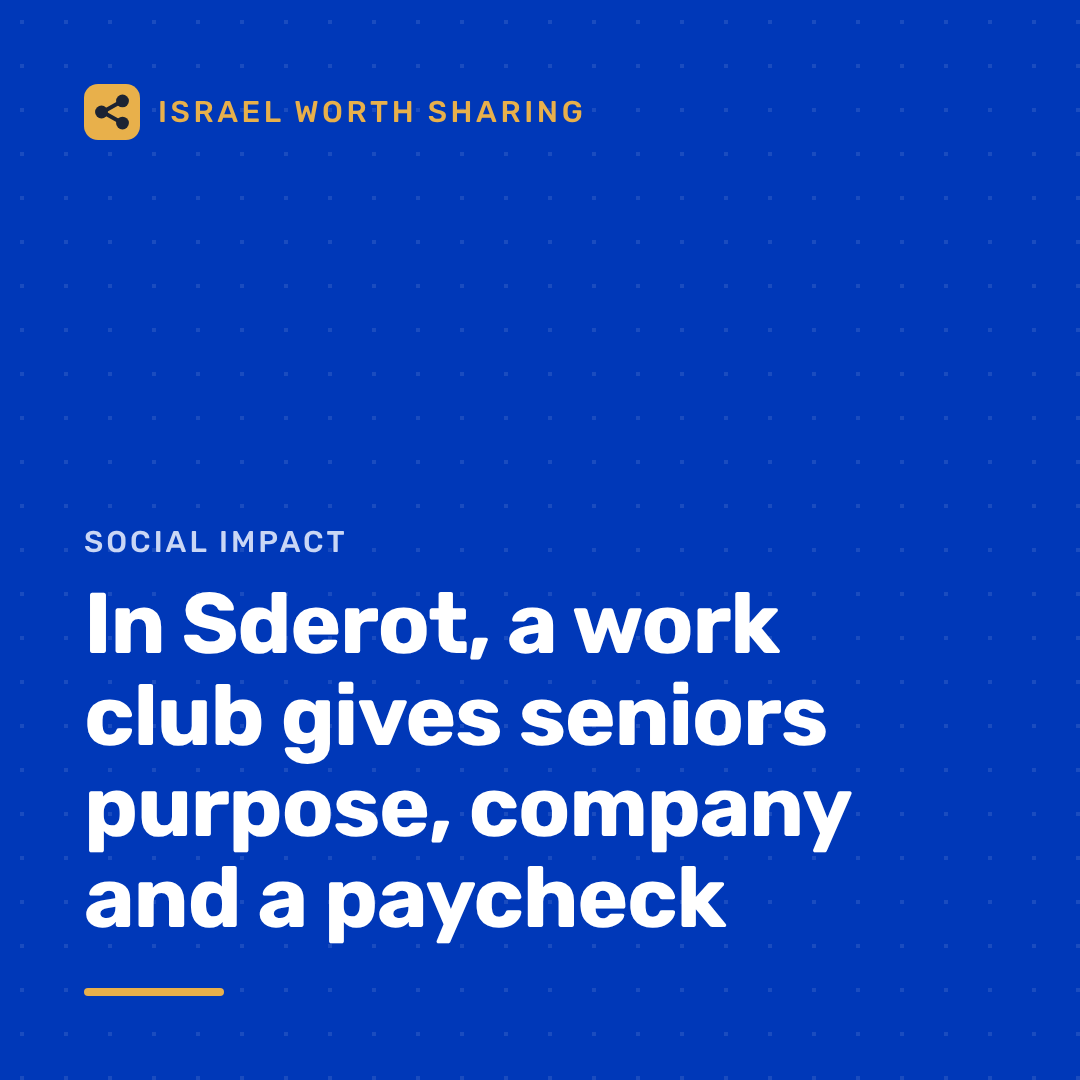 ISRAEL WORTH SHARING
SOCIAL IMPACT
In Sderot, a work
club gives seniors
purpose, company
and a paycheck